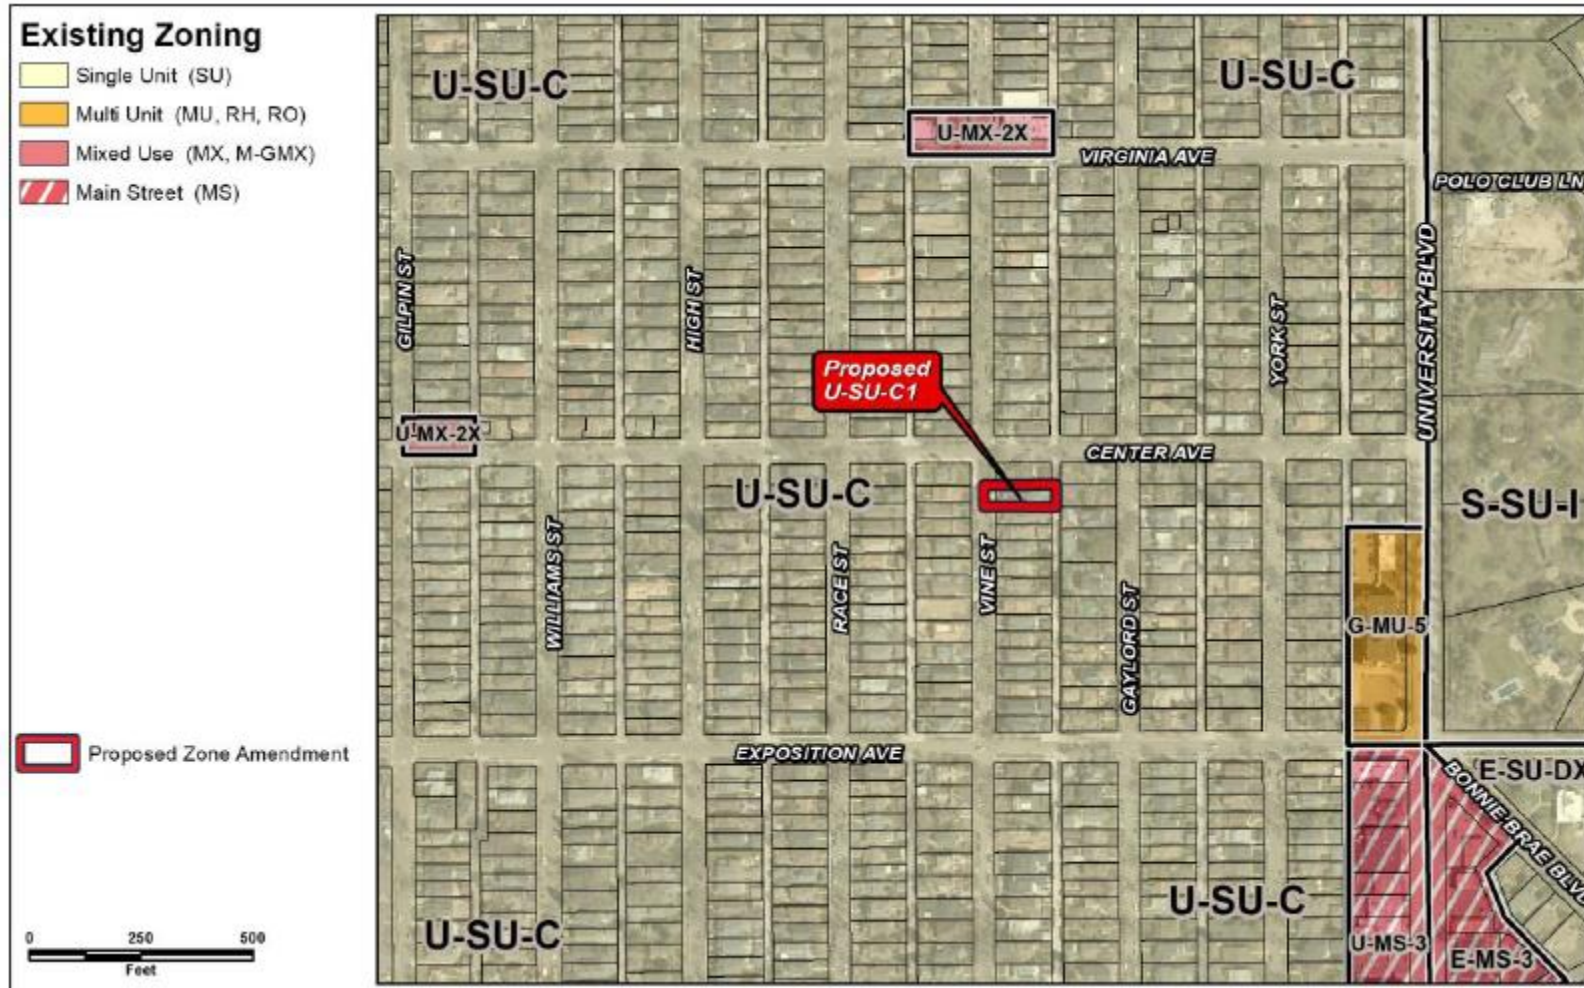 Existing Zoning
Single Unit (SU)
Multi Unit (MU, RH, RO)
Mixed Use (MX, M-GMX)
Main Street (MS)
Proposed Zone Amendment
0 250 500
Feet
U-SU-C
U-SU-C
U-MX-2X
VIRGINIA AVE
POLO CLUB LN
GILPIN ST
HIGH ST
YORK ST
UNIVERSITY BLVD
Proposed
U-SU-C1
U-MX-2X
CENTER AVE
U-SU-C
S-SU-I
WILLIAMS ST
RACE ST
VINE ST
GAYLORD ST
G-MU-5
EXPOSITION AVE
E-SU-DX
BONNIE BRAE BLVD
U-SU-C
U-SU-C
U-MS-3
E-MS-3